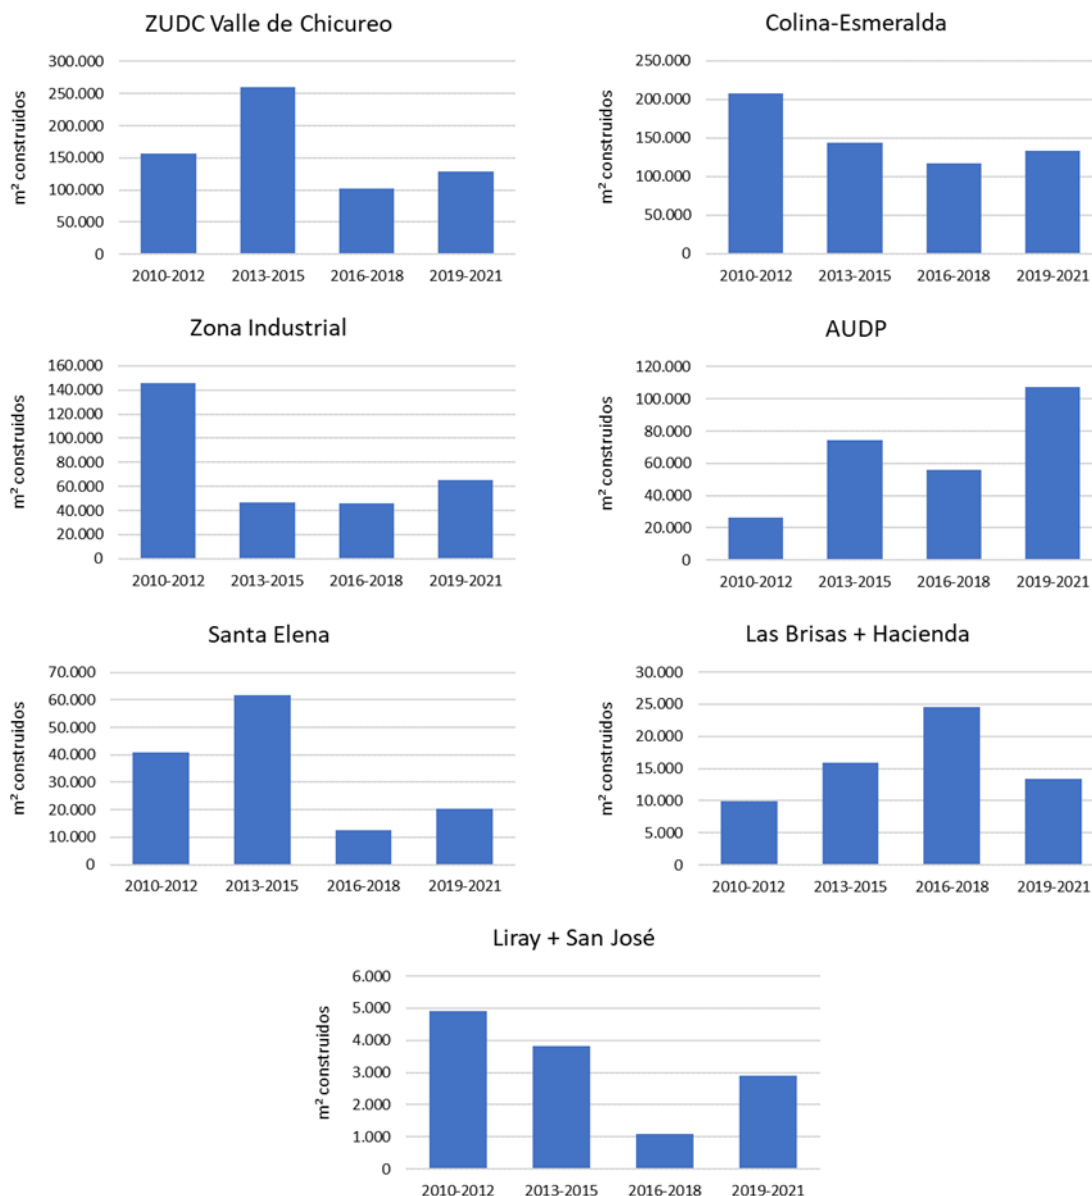 ZUDC Valle de Chicureo
m² construidos
300.000
250.000
200.000
150.000
100.000
50.000
0
2010-2012 2013-2015 2016-2018 2019-2021
Colina-Esmeralda
m² construidos
250.000
200.000
150.000
100.000
50.000
0
2010-2012 2013-2015 2016-2018 2019-2021
Zona Industrial
m² construidos
160.000
140.000
120.000
100.000
80.000
60.000
40.000
20.000
0
2010-2012 2013-2015 2016-2018 2019-2021
AUDP
m² construidos
120.000
100.000
80.000
60.000
40.000
20.000
0
2010-2012 2013-2015 2016-2018 2019-2021
Santa Elena
m² construidos
70.000
60.000
50.000
40.000
30.000
20.000
10.000
0
2010-2012 2013-2015 2016-2018 2019-2021
Las Brisas + Hacienda
m² construidos
30.000
25.000
20.000
15.000
10.000
5.000
0
2010-2012 2013-2015 2016-2018 2019-2021
Liray + San José
m² construidos
6.000
5.000
4.000
3.000
2.000
1.000
0
2010-2012 2013-2015 2016-2018 2019-2021